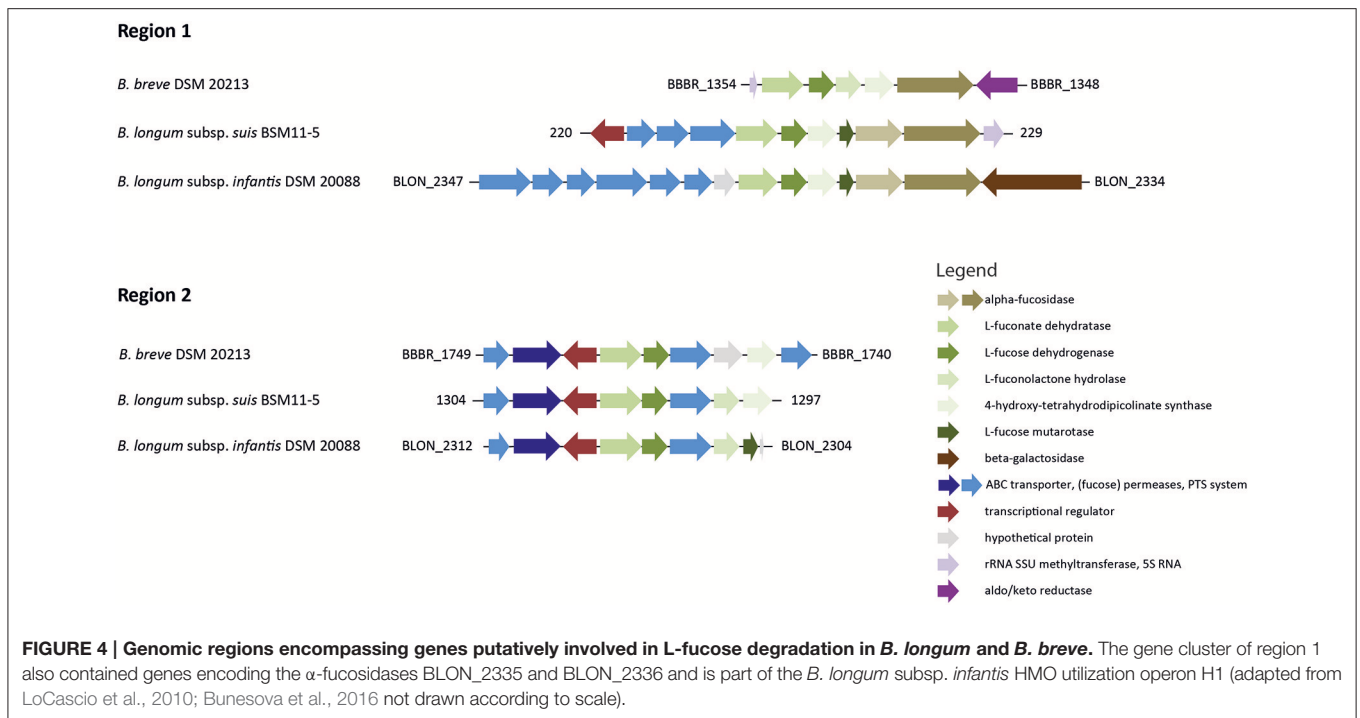 Region 1
B. breve DSM 20213
BBBR_1354
BBBR_1348
B. longum subsp. suis BSM11-5
220
229
B. longum subsp. infantis DSM 20088
BLON_2347
BLON_2334
Region 2
B. breve DSM 20213
BBBR_1749
BBBR_1740
B. longum subsp. suis BSM11-5
1304
1297
B. longum subsp. infantis DSM 20088
BLON_2312
BLON_2304
Legend
alpha-fucosidase
L-fuconate dehydratase
L-fucose dehydrogenase
L-fuconolactone hydrolase
4-hydroxy-tetrahydrodipicolinate synthase
L-fucose mutarotase
beta-galactosidase
ABC transporter, (fucose) permeases, PTS system
transcriptional regulator
hypothetical protein
rRNA SSU methyltransferase, 5S RNA
aldo/keto reductase
FIGURE 4 | Genomic regions encompassing genes putatively involved in L-fucose degradation in B. longum and B. breve. The gene cluster of region 1
also contained genes encoding the α-fucosidases BLON_2335 and BLON_2336 and is part of the B. longum subsp. infantis HMO utilization operon H1 (adapted from
LoCascio et al., 2010; Bunesova et al., 2016 not drawn according to scale).